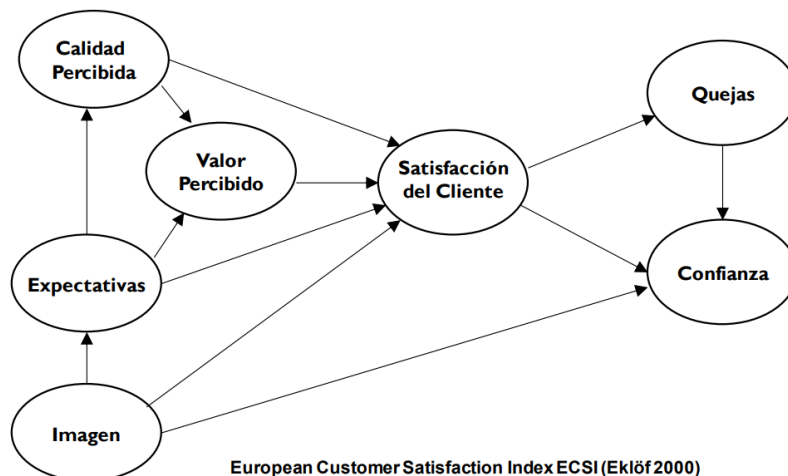 Calidad
Percibida
Quejas
Valor
Percibido
Satisfacción
del Cliente
Expectativas
Confianza
Imagen
European Customer Satisfaction Index ECSI (Eklöf 2000)